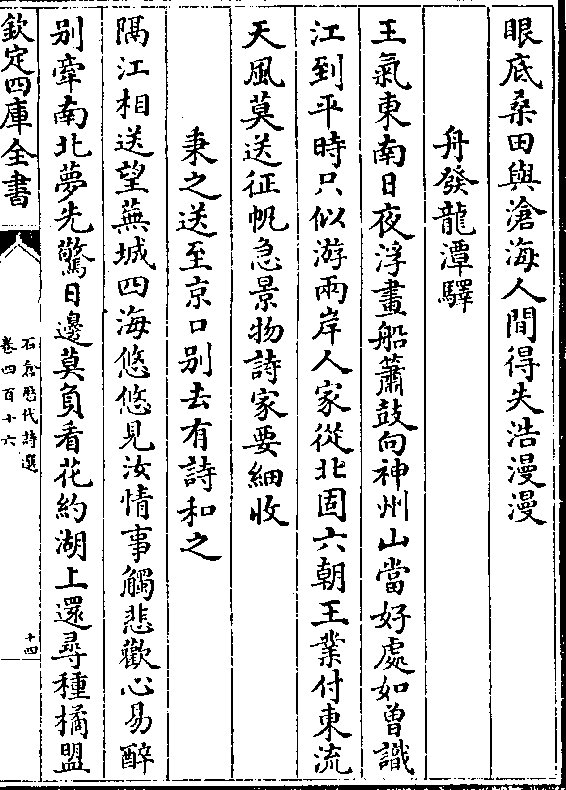 眼底桑田與滄海人間得失浩漫漫
舟發龍潭驛
王氣東南日夜浮畫船簫鼓向神州山當好處如曾識
江到平時只似游兩岸人家從北固六朝王業付東流
天風莫送征帆急景物詩家要細收
秉之送至京口别去有詩和之
隔江相送望蕪城四海悠悠見汝情事觸悲歡心易醉
别牽南北夢先驚日邊莫負看花約湖上還尋種橘盟
欽定四庫全書
石倉歷代詩選
卷四百十六
十四